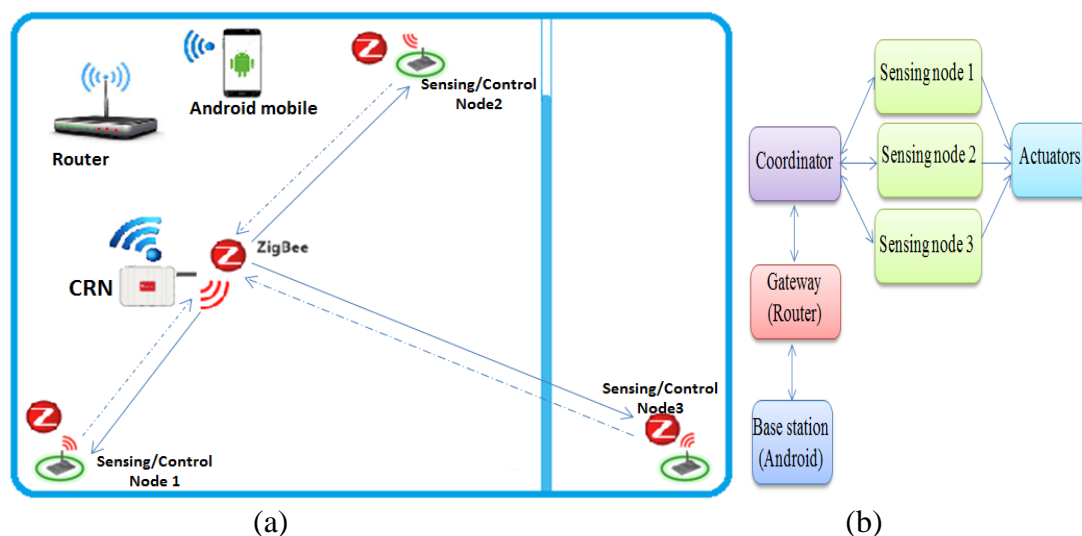 Android mobile
Router
Sensing/Control
Node2
ZigBee
CRN
Sensing/Control
Node 1
Sensing/Control
Node3
(a)
Coordinator
Sensing node 1
Sensing node 2
Sensing node 3
Actuators
Gateway
(Router)
Base station
(Android)
(b)